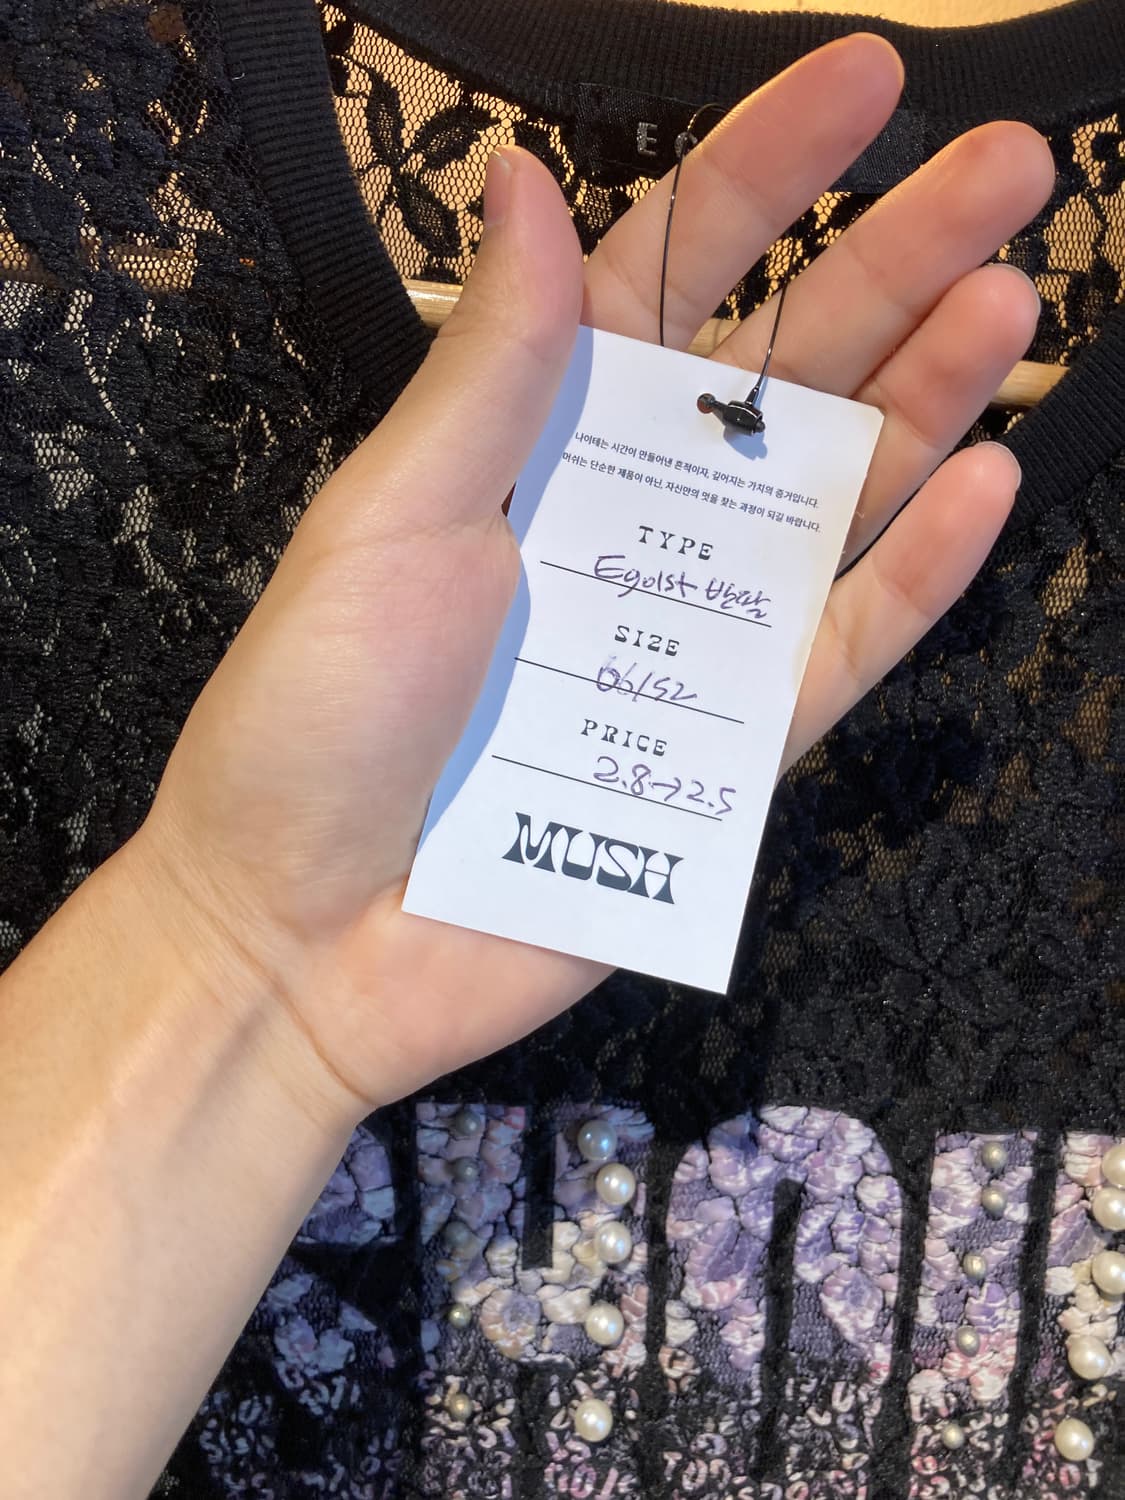 나이테는 시간이 만들어낸 흔적이자, 깊어지는 가치의 증거입니다.
머쉬는 단순한 제품이 아닌, 자신만의 멋을 찾는 과정이 되길 바랍니다.
TYPE
Egoist 반팔
SIZE
66/52
PRICE
2.8→2.5
MUSH